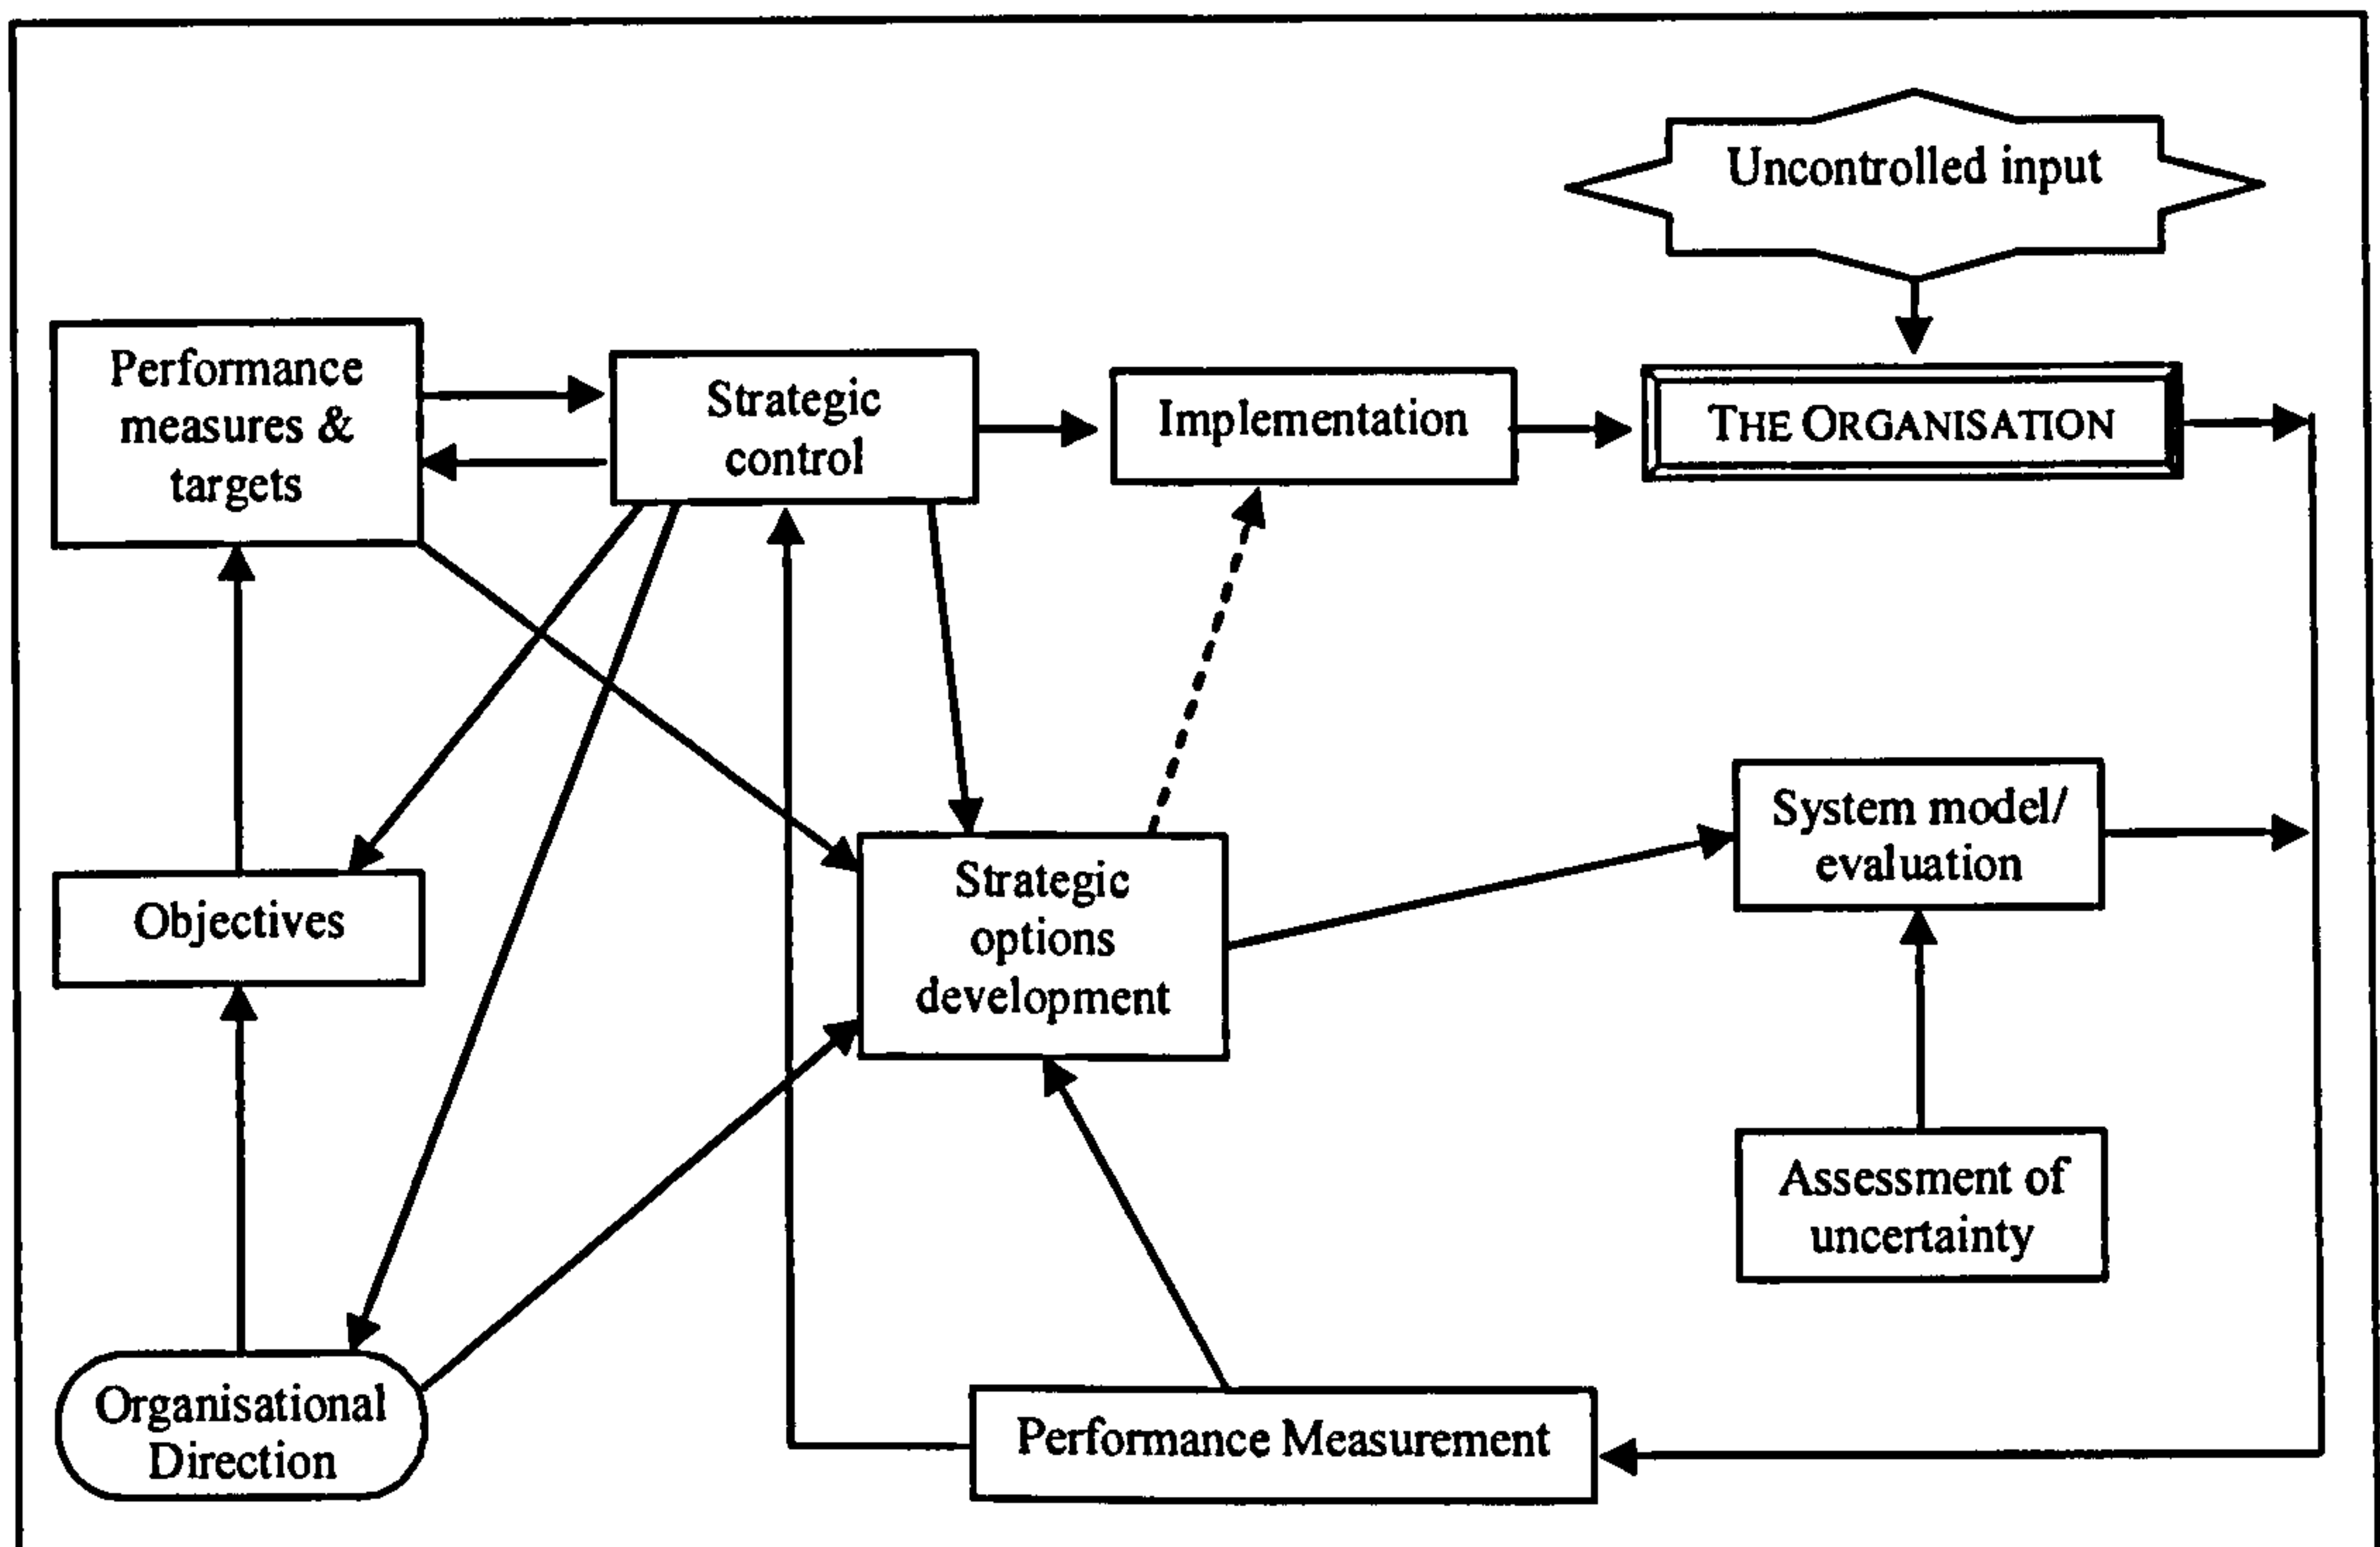 Uncontrolled input
Performance
measures &
targets
Strategic
control
Implementation
THE ORGANISATION
System model/
evaluation
Strategic
options
development
Objectives
Assessment of
uncertainty
Organisational
Direction
Performance Measurement